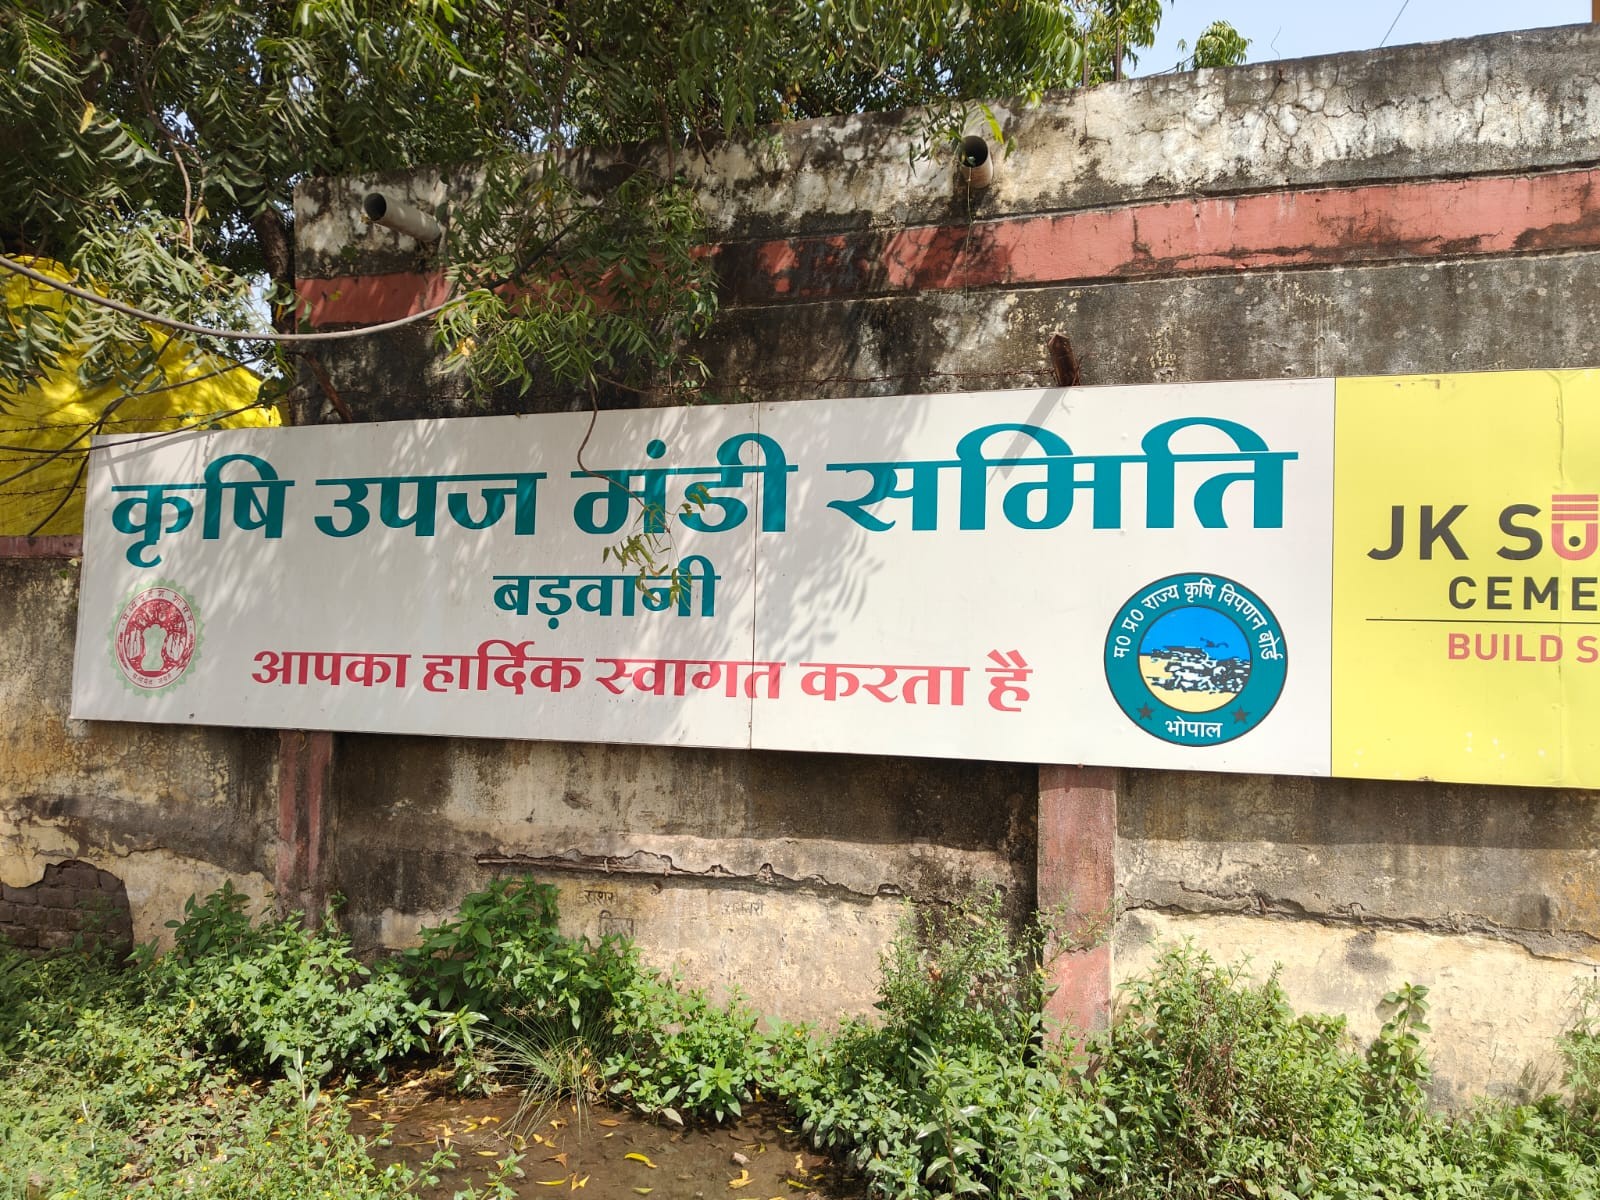 कृषि उपज मंडी समिति
बड़वानी
आपका हार्दिक स्वागत करता है
म० प्र० राज्य कृषि विपणन बोर्ड
भोपाल
JK
CEME
BUILD S